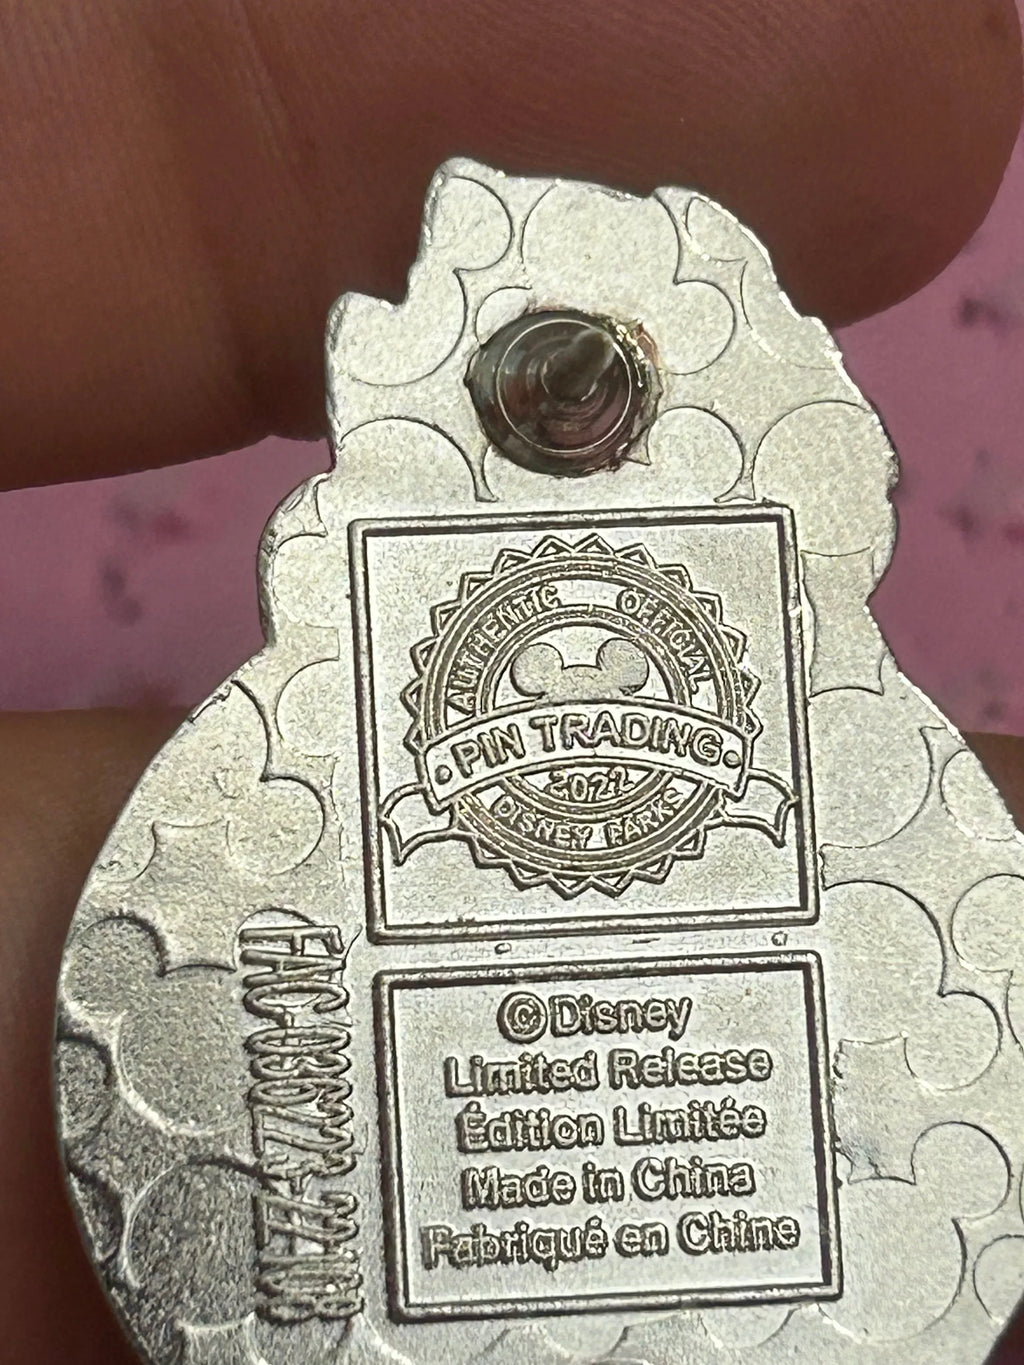 AUTHENTIC OFFICIAL
• PIN TRADING •
2022
DISNEY PARKS
©Disney
Limited Release
Édition Limitée
Made in China
Fabriqué en Chine